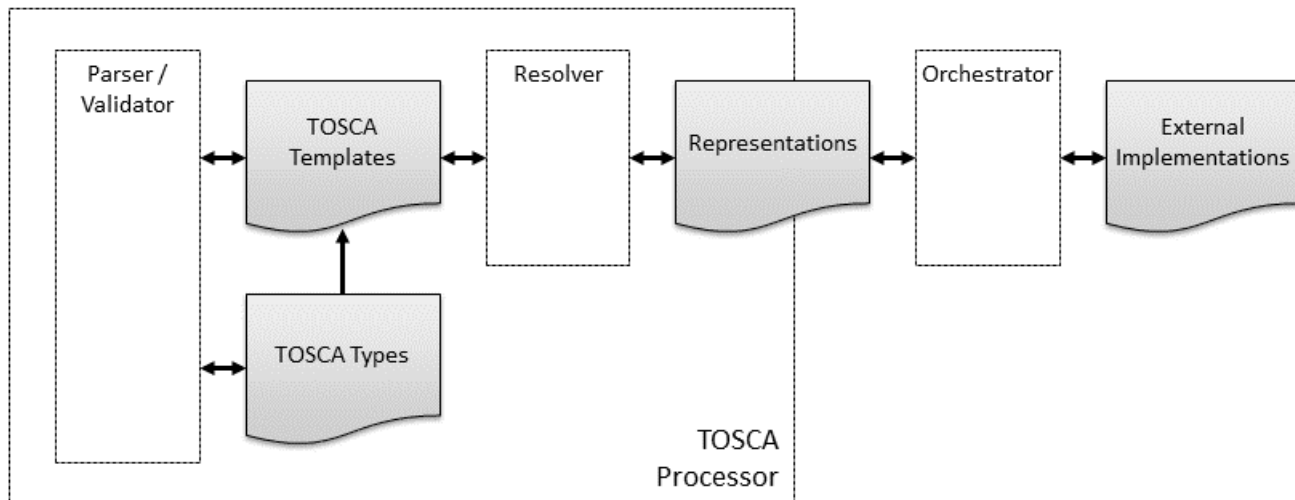 Parser /
Validator
TOSCA
Templates
Resolver
Representations
Orchestrator
External
Implementations
TOSCA Types
TOSCA
Processor